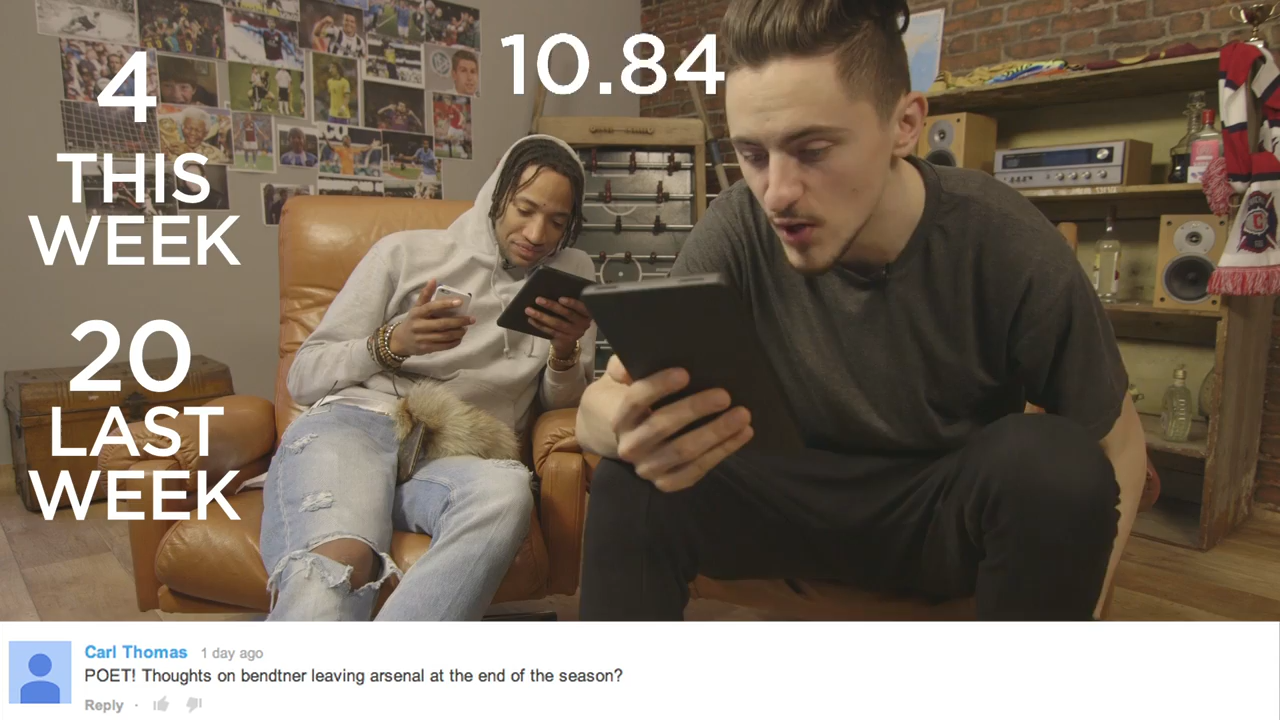 4
THIS
WEEK
20
LAST
WEEK
10.84
Carl Thomas 1 day ago
POET! Thoughts on bendtner leaving arsenal at the end of the season?
Reply ·